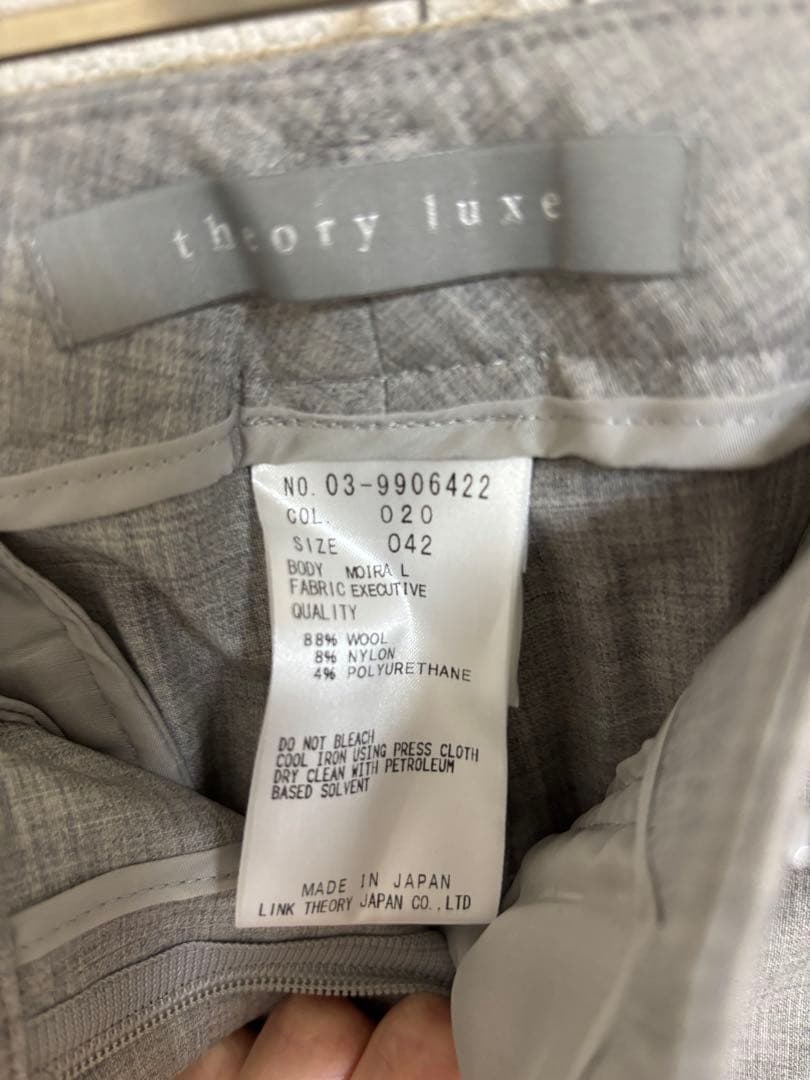 theory luxe
NO. 03-9906422
COL. 020
SIZE 042
BODY MOIRA L
FABRIC EXECUTIVE
QUALITY
88% WOOL
8% NYLON
4% POLYURETHANE
DO NOT BLEACH
COOL IRON USING PRESS CLOTH
DRY CLEAN WITH PETROLEUM
BASED SOLVENT
MADE IN JAPAN
LINK THEORY JAPAN CO.,LTD